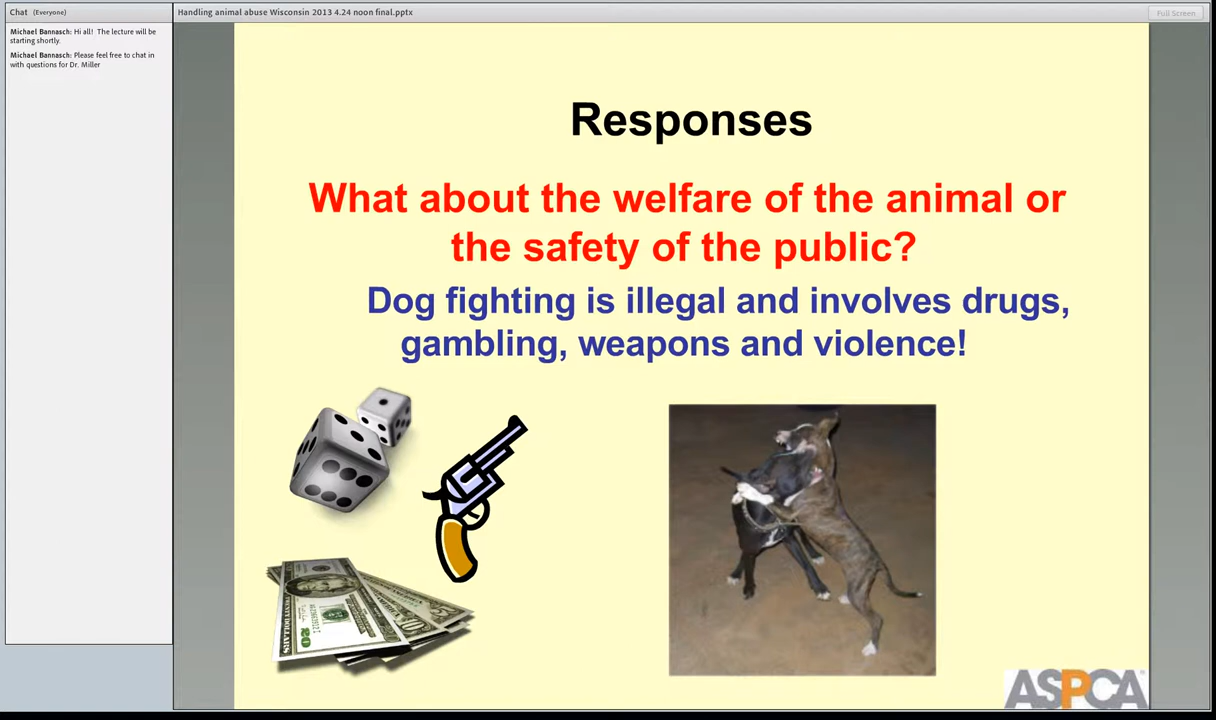 Chat (Everyone)
Handling animal abuse Wisconsin 2013 4.24 noon final.pptx
Full Screen
Michael Bannasch: Hi all! The lecture will be
starting shortly.
Michael Bannasch: Please feel free to chat in
with questions for Dr. Miller
Responses
What about the welfare of the animal or
the safety of the public?
Dog fighting is illegal and involves drugs,
gambling, weapons and violence!
ASPCA